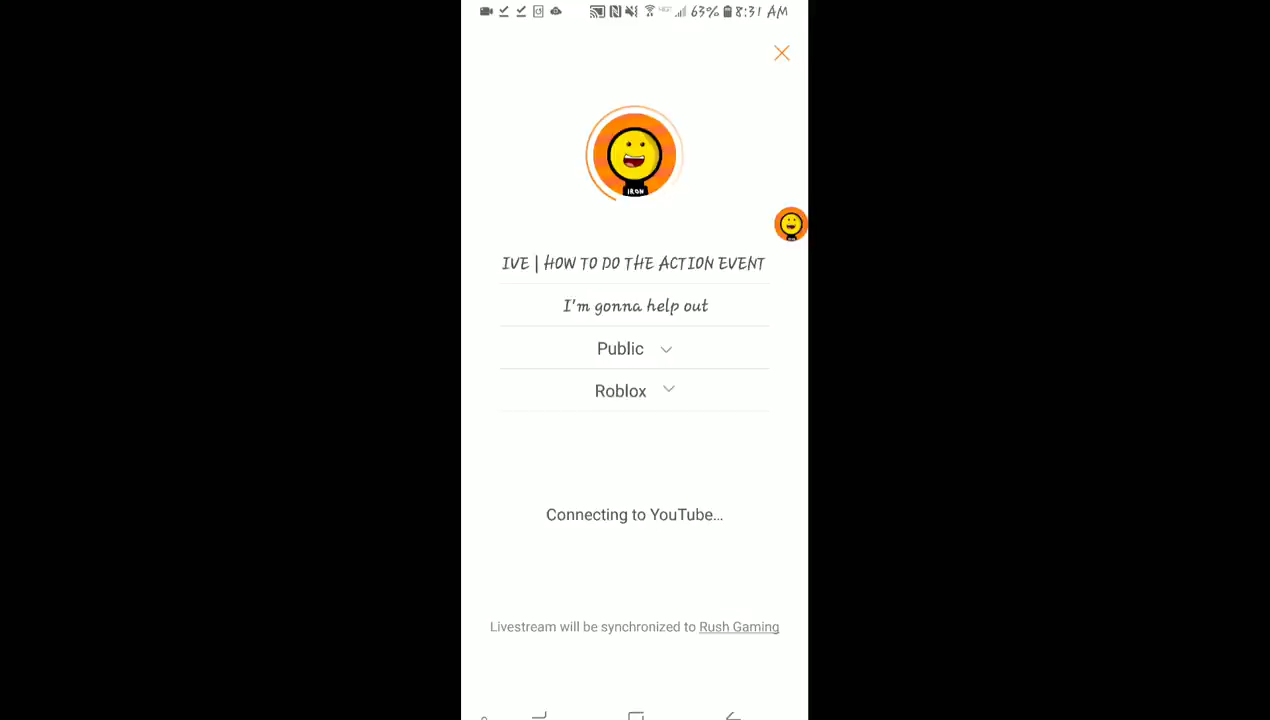 63% 8:31 AM
IRON
IVE | HOW TO DO THE ACTION EVENT
I'm gonna help out
Public
Roblox
Connecting to YouTube...
Livestream will be synchronized to Rush Gaming